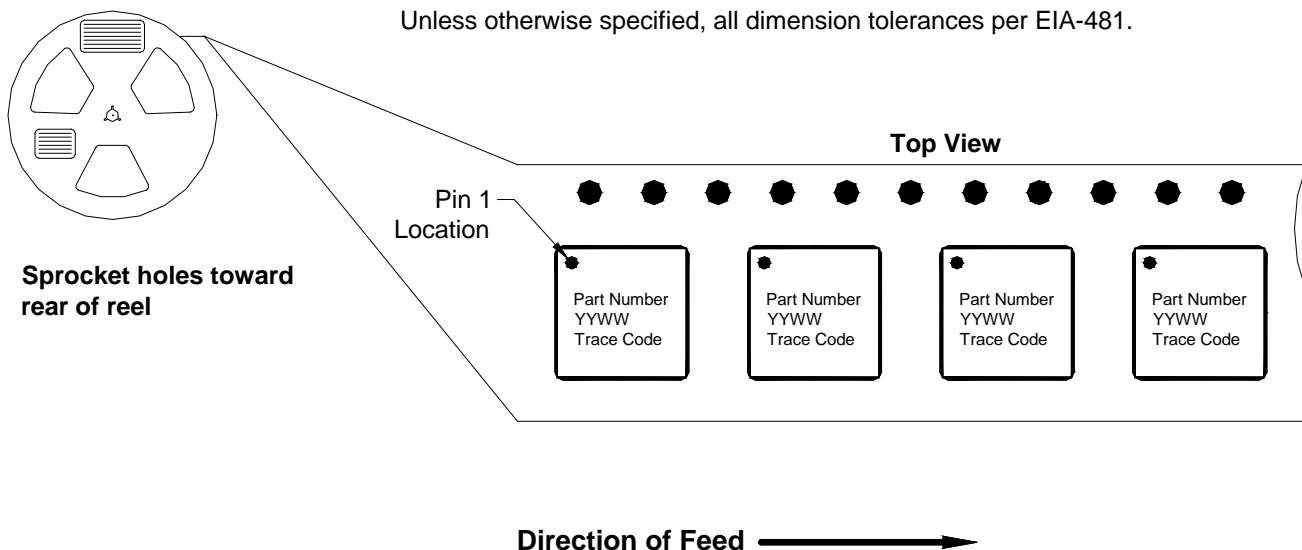 Unless otherwise specified, all dimension tolerances per EIA-481.
Top View
Pin 1
Location
Sprocket holes toward
rear of reel
Part Number
YYWW
Trace Code
Part Number
YYWW
Trace Code
Part Number
YYWW
Trace Code
Part Number
YYWW
Trace Code
Direction of Feed